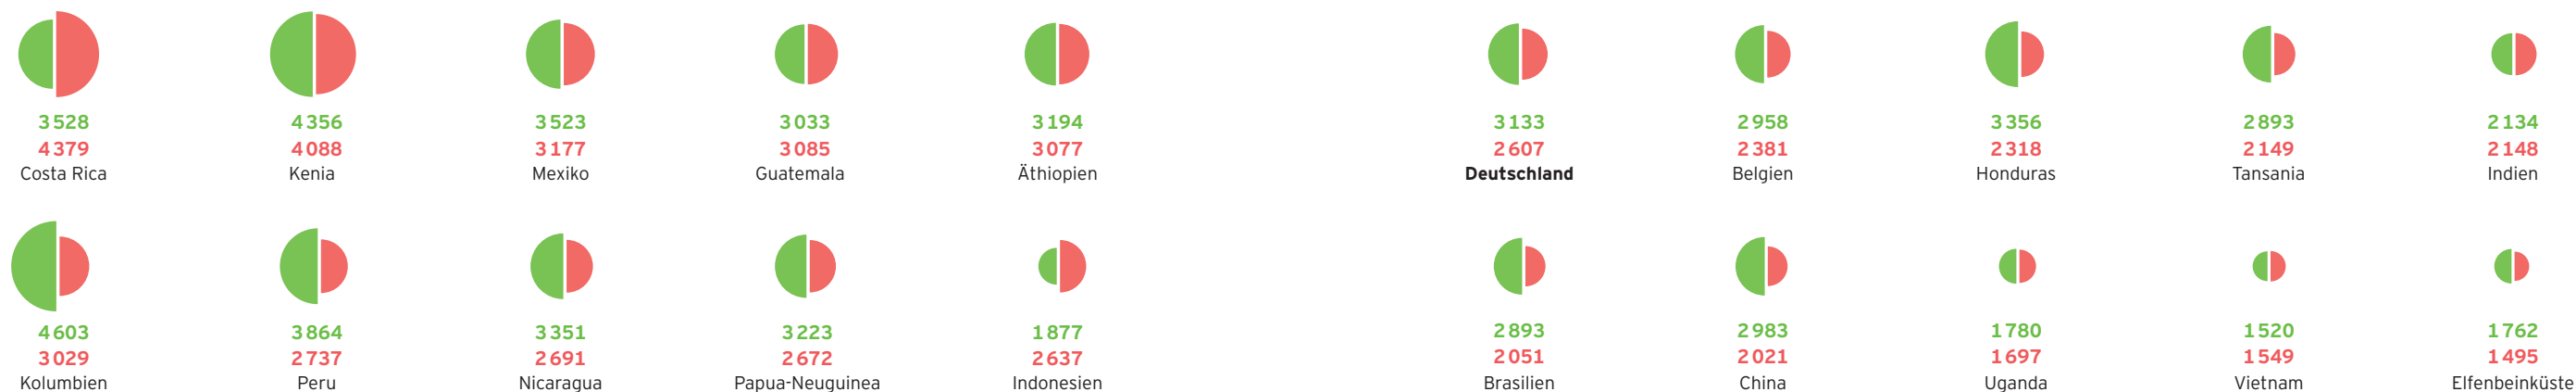 3 528
4 379
Costa Rica
4 356
4 088
Kenia
3 523
3 177
Mexiko
3 033
3 085
Guatemala
3 194
3 077
Äthiopien
3 133
2 607
Deutschland
2 958
2 381
Belgien
3 356
2 318
Honduras
2 893
2 149
Tansania
2 134
2 148
Indien
4 603
3 029
Kolumbien
3 864
2 737
Peru
3 351
2 691
Nicaragua
3 223
2 672
Papua-Neuguinea
1 877
2 637
Indonesien
2 893
2 051
Brasilien
2 983
2 021
China
1 780
1 697
Uganda
1 520
1 549
Vietnam
1 762
1 495
Elfenbeinküste